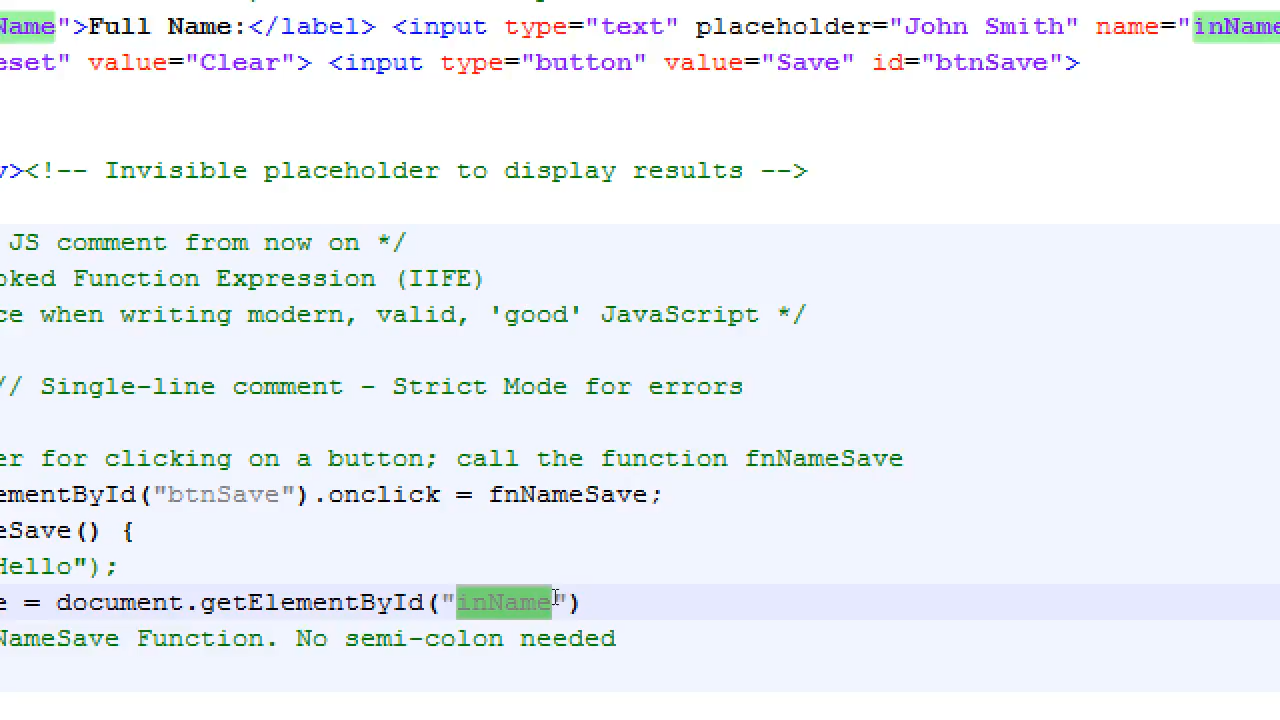 Name">Full Name:</label> <input type="text" placeholder="John Smith" name="inName
eset" value="Clear"> <input type="button" value="Save" id="btnSave">
><!-- Invisible placeholder to display results -->
JS comment from now on */
oked Function Expression (IIFE)
ce when writing modern, valid, 'good' JavaScript */
// Single-line comment - Strict Mode for errors
er for clicking on a button; call the function fnNameSave
ementById("btnSave").onclick = fnNameSave;
eSave() {
Hello");
e = document.getElementById("inName")
NameSave Function. No semi-colon needed